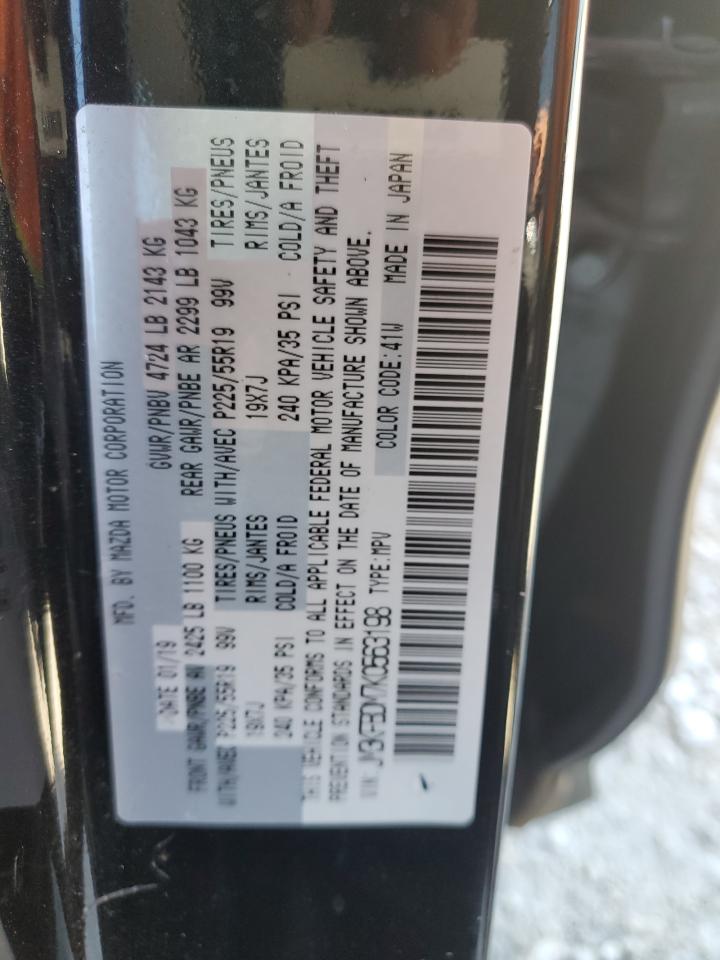 MFD. BY MAZDA MOTOR CORPORATION
DATE 01/19 GVWR/PNBV 4724 LB 2143 KG
FRONT GAWR/PNBE AV 2425 LB 1100 KG REAR GAWR/PNBE AR 2299 LB 1043 KG
WITH/AVEC P225/55R19 99V TIRES/PNEUS WITH/AVEC P225/55R19 99V TIRES/PNEUS
19X7J RIMS/JANTES 19X7J RIMS/JANTES
240 KPA/35 PSI COLD/A FROID 240 KPA/35 PSI COLD/A FROID
THIS VEHICLE CONFORMS TO ALL APPLICABLE FEDERAL MOTOR VEHICLE SAFETY AND THEFT
PREVENTION STANDARDS IN EFFECT ON THE DATE OF MANUFACTURE SHOWN ABOVE.
VIN: JM3KFBDM7K0563198 TYPE:MPV COLOR CODE:41W MADE IN JAPAN